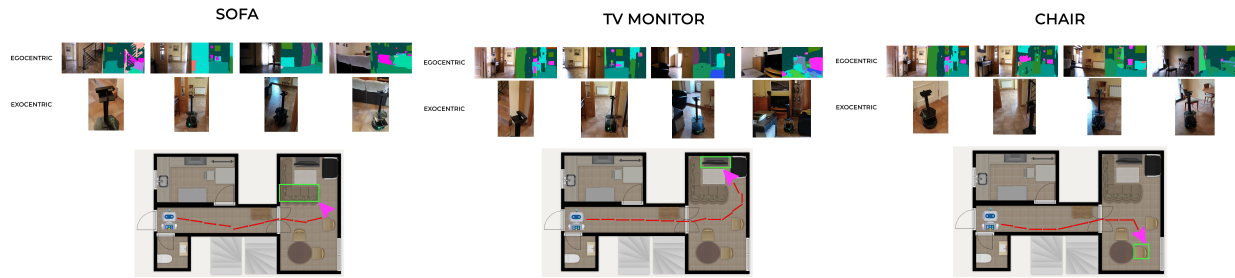 SOFA
EGOCENTRIC
EXOCENTRIC
TV MONITOR
EGOCENTRIC
EXOCENTRIC
CHAIR
EGOCENTRIC
EXOCENTRIC